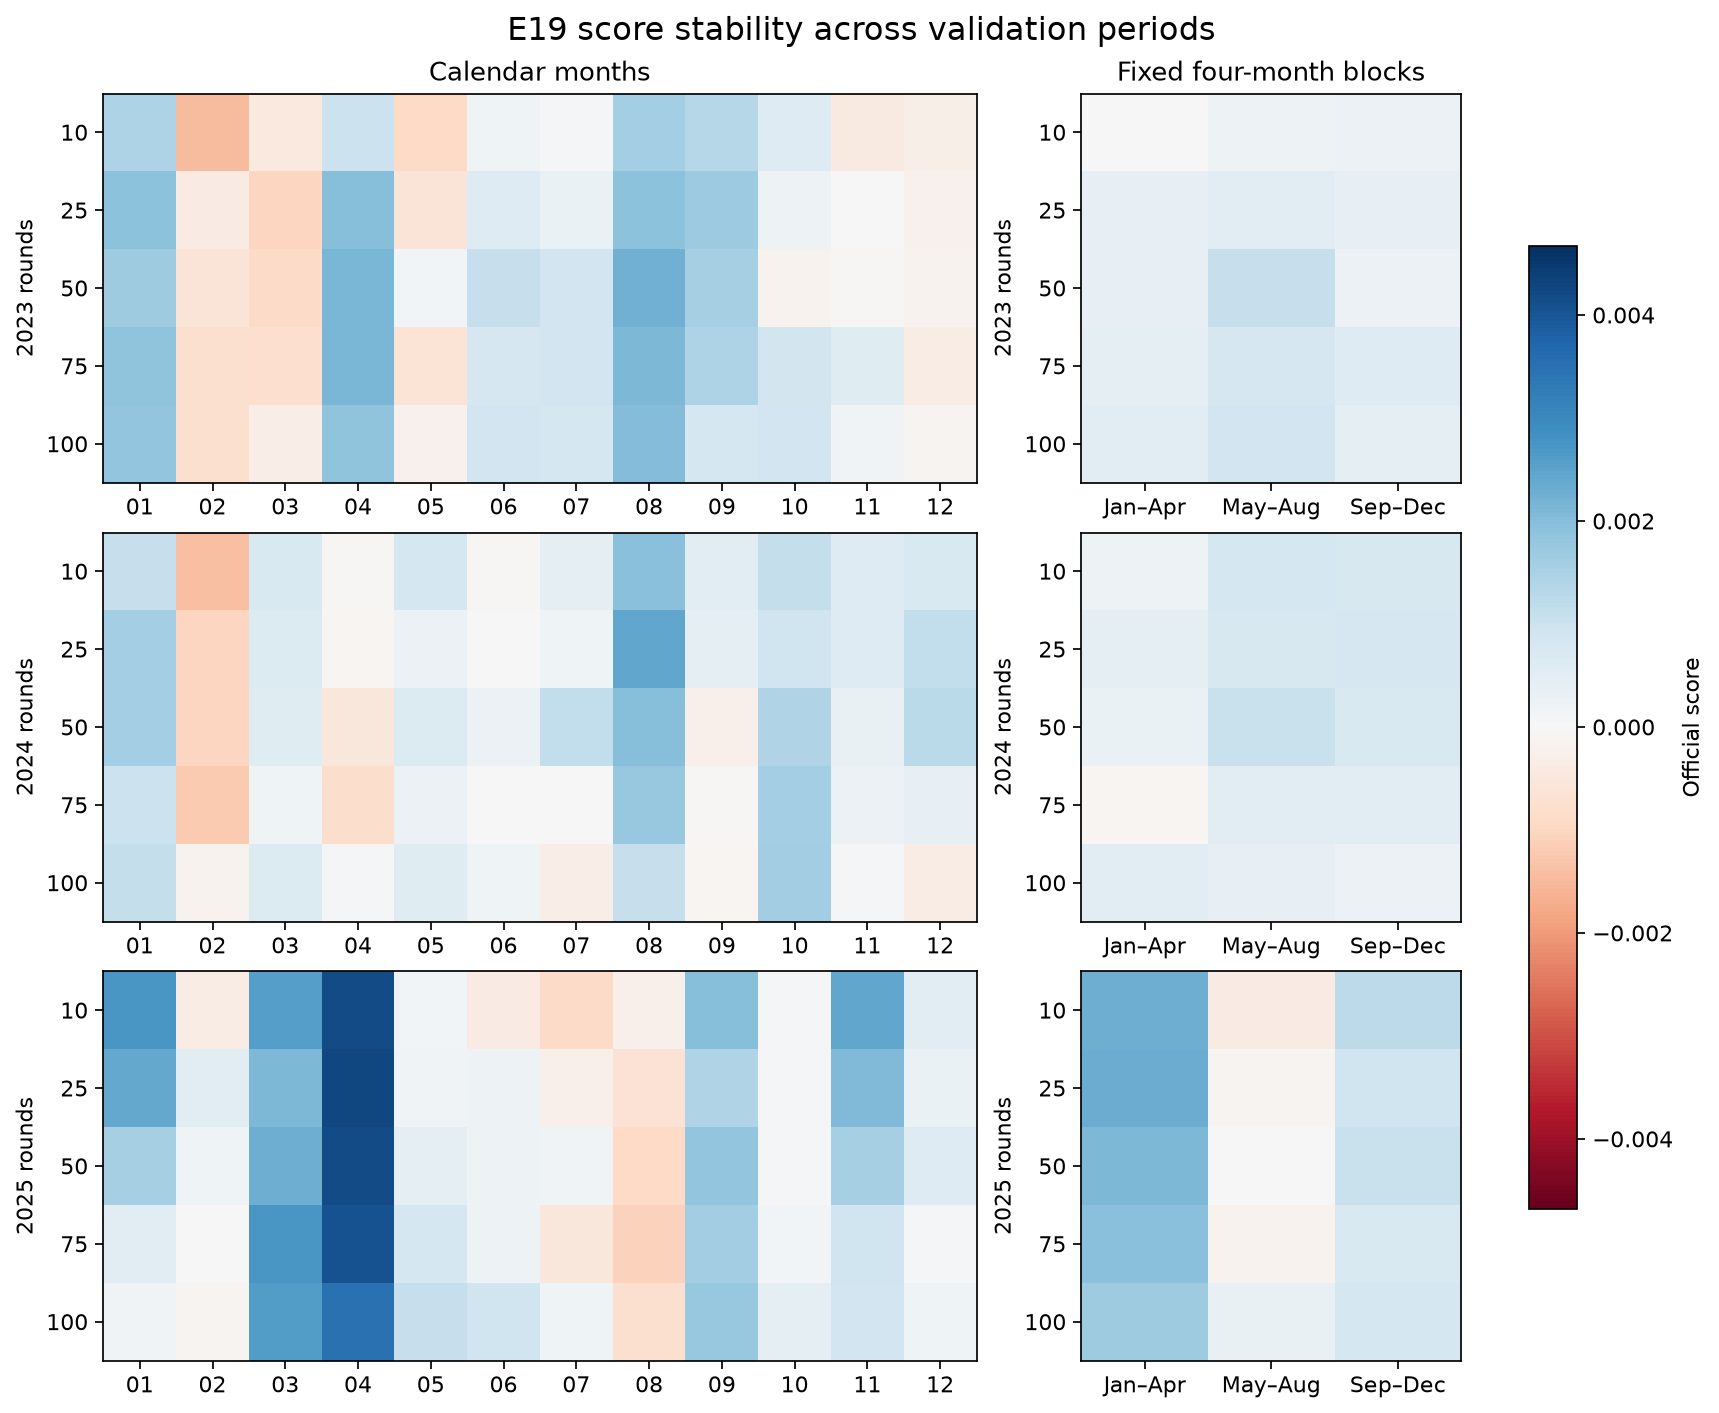 E19 score stability across validation periods
Calendar months
Fixed four-month blocks
2023 rounds
10
25
50
75
100
01 02 03 04 05 06 07 08 09 10 11 12
2023 rounds
10
25
50
75
100
Jan–Apr May–Aug Sep–Dec
2024 rounds
10
25
50
75
100
01 02 03 04 05 06 07 08 09 10 11 12
2024 rounds
10
25
50
75
100
Jan–Apr May–Aug Sep–Dec
2025 rounds
10
25
50
75
100
01 02 03 04 05 06 07 08 09 10 11 12
2025 rounds
10
25
50
75
100
Jan–Apr May–Aug Sep–Dec
0.004
0.002
0.000
−0.002
−0.004
Official score